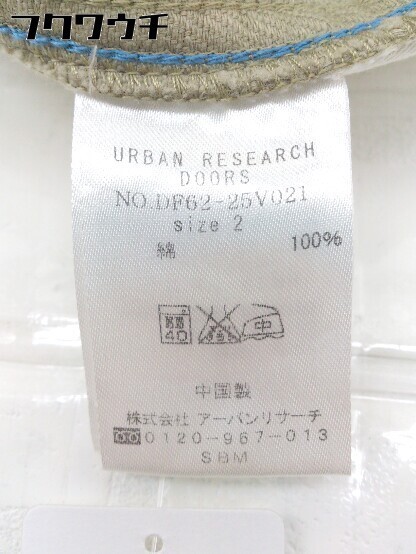 フクワウチ
URBAN RESEARCH
DOORS
NO.DF62-25V021
size 2
綿 100%
40 中
中国製
株式会社 アーバンリサーチ
0120-967-013
SBM